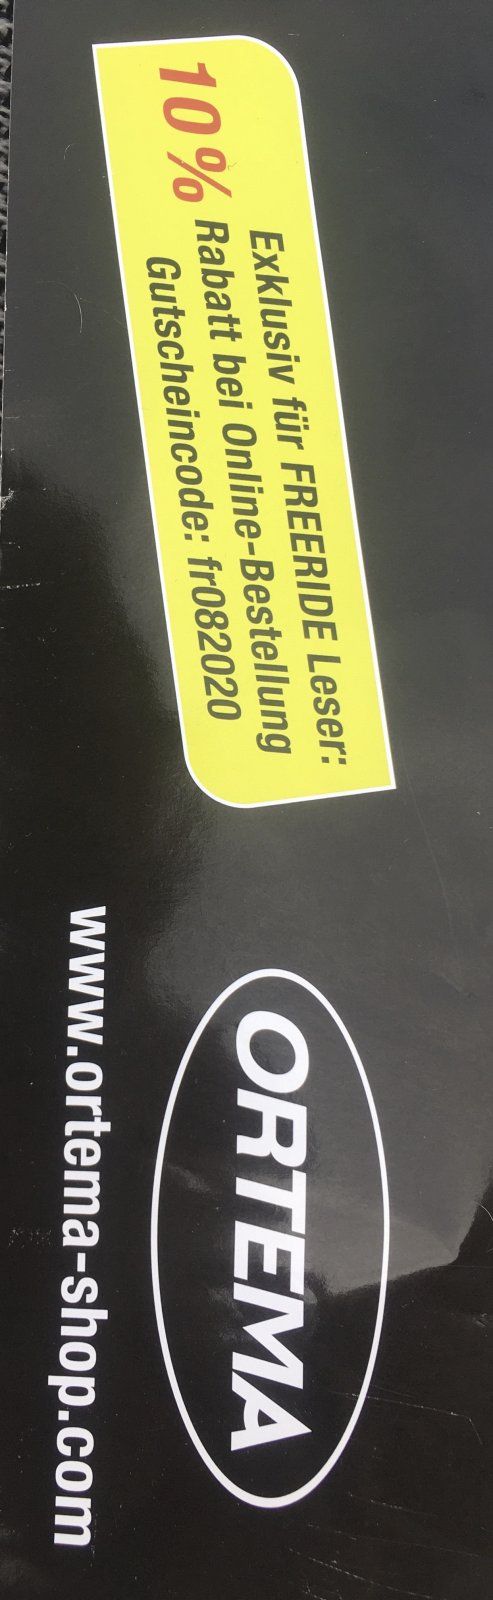 Exklusiv für FREERIDE Leser:
10% Rabatt bei Online-Bestellung
Gutscheincode: fr082020
ORTEMA
www.ortema-shop.com